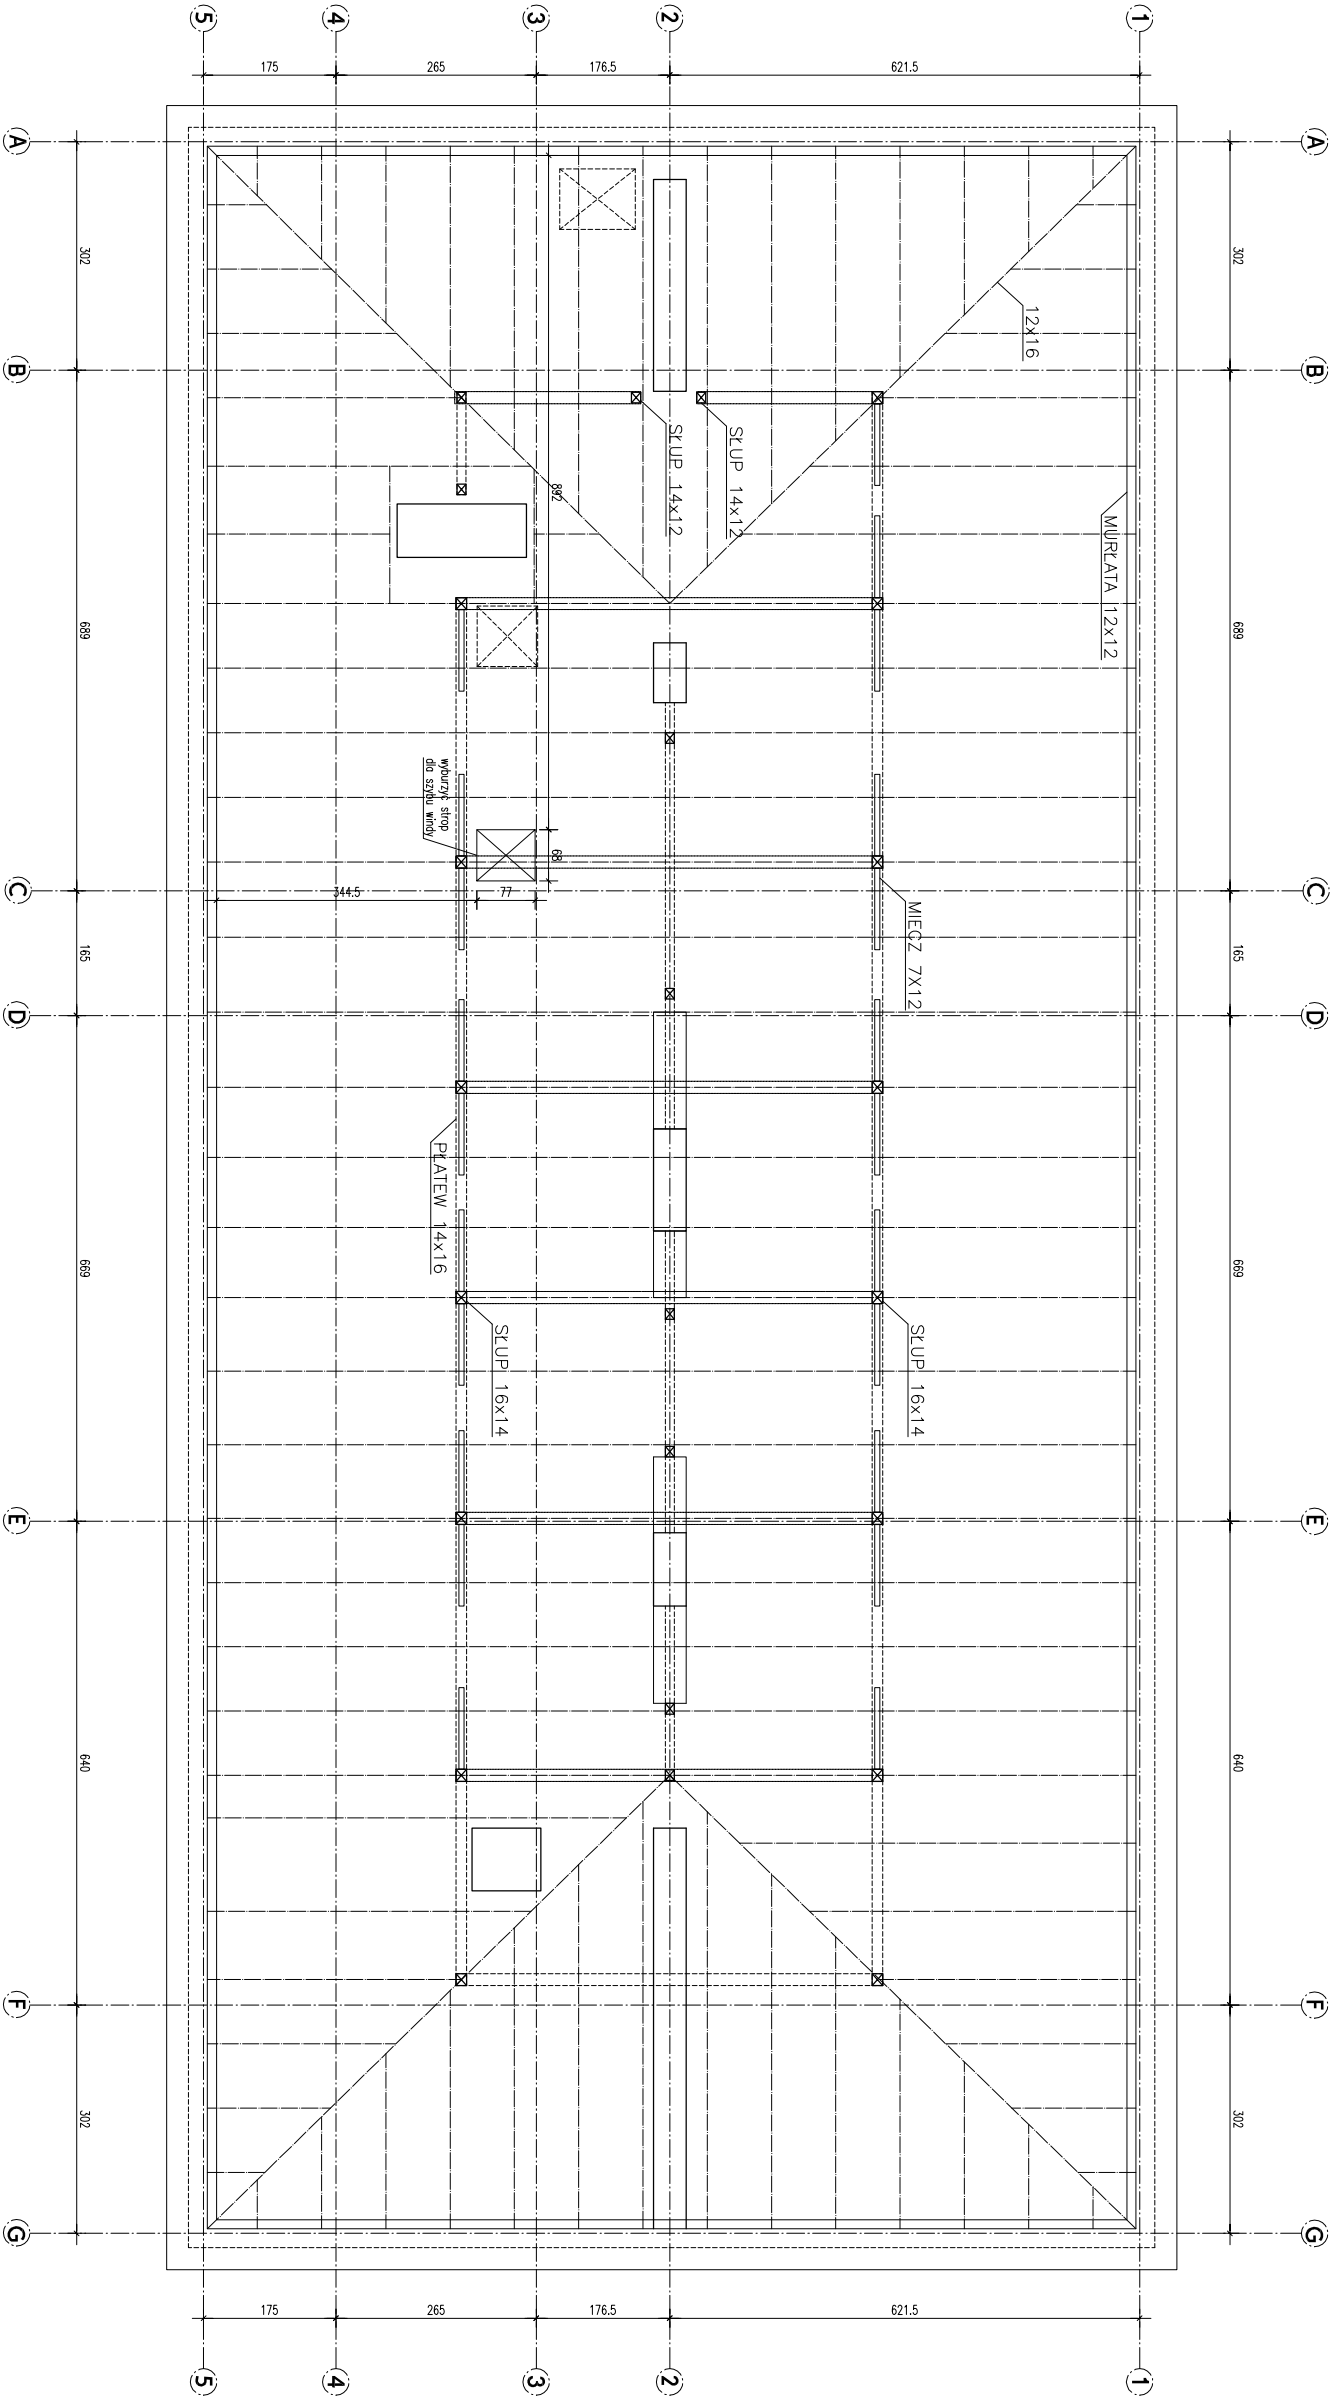 5
4
3
2
1
175
265
176.5
621.5
A
A
302
302
12x16
B
B
SŁUP 14x12
SŁUP 14x12
892
MURŁATA 12x12
689
689
wyburzyć strop
dla szybu windy
68
C
C
344.5
77
MIECZ 7X12
165
165
D
D
PŁATEW 14x16
669
669
SŁUP 16x14
SŁUP 16x14
E
E
640
640
F
F
302
302
G
G
175
265
176.5
621.5
5
4
3
2
1